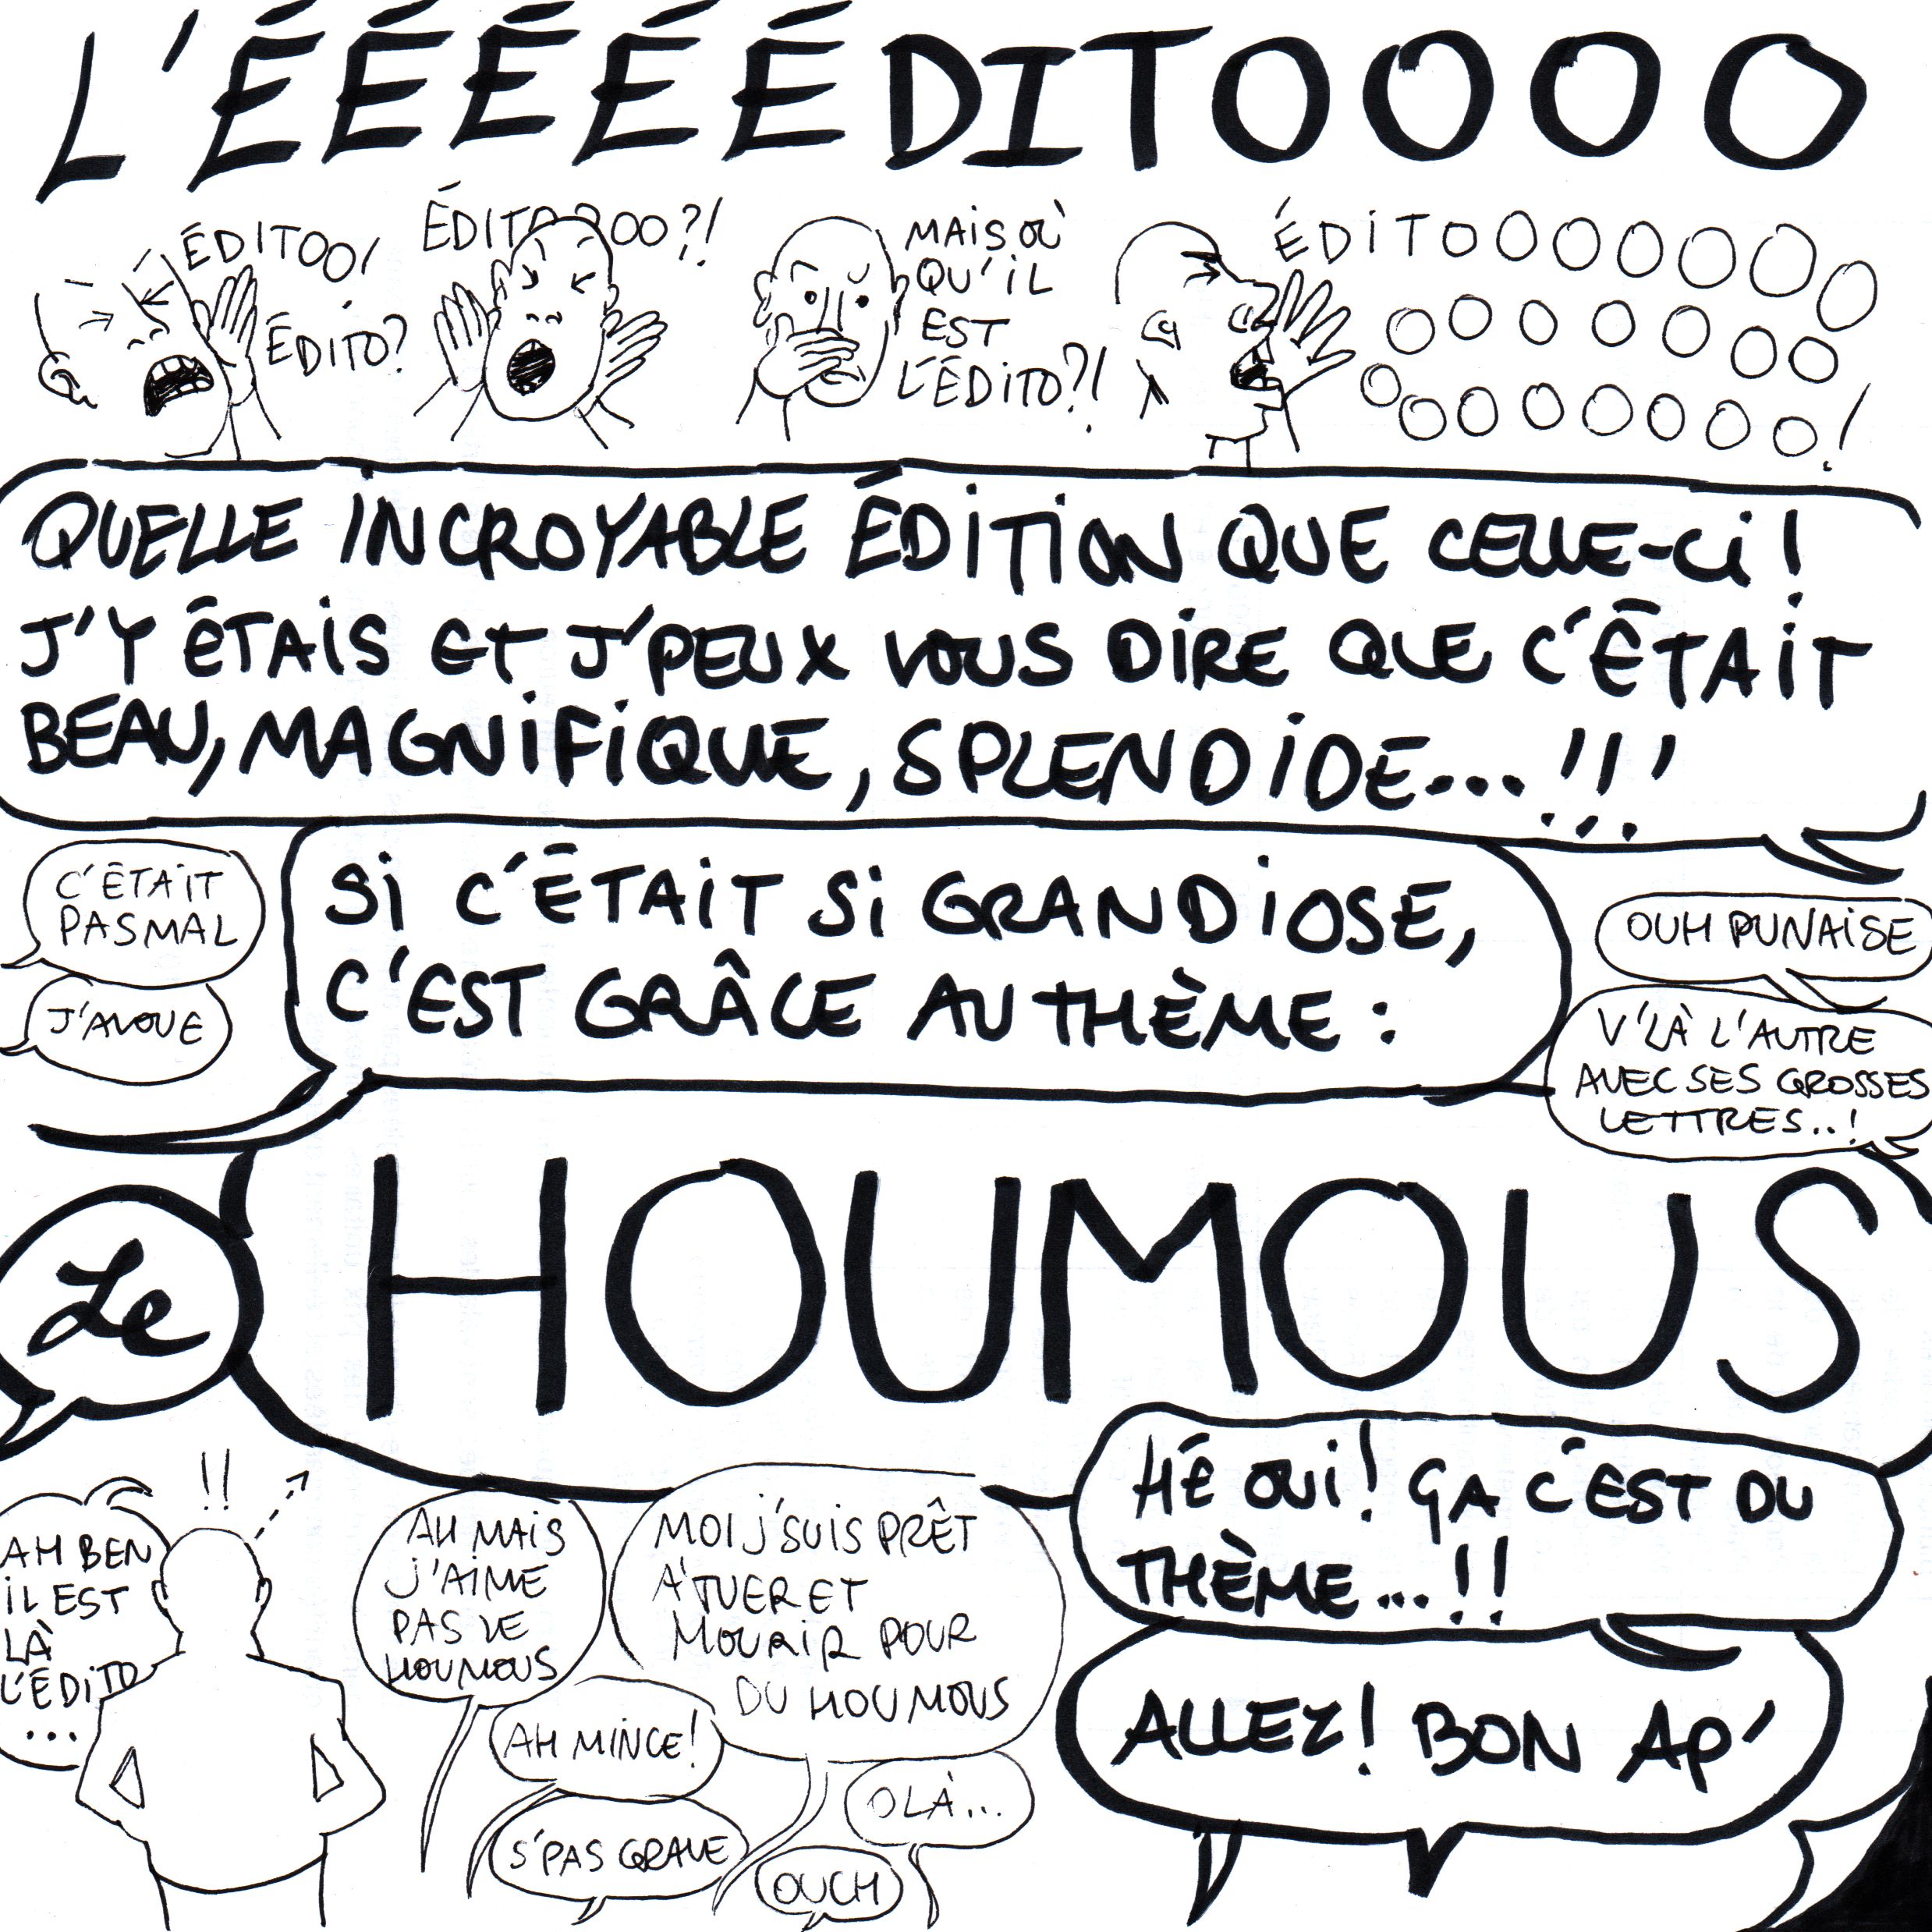 L'ÉÉÉÉÉDITOOOO
ÉDITOO!
ÉDITO?
ÉDITOOOO?!
MAIS OÙ
QU'IL
EST
L'ÉDITO?!
ÉDITOOOOOOO
OOOOOOO
OOOOOOOO!
QUELLE INCROYABLE ÉDITION QUE CELLE-CI!
J'Y ÉTAIS ET J'PEUX VOUS DIRE QUE C'ÉTAIT
BEAU, MAGNIFIQUE, SPLENDIDE...!!!
C'ÉTAIT
PAS MAL
J'AVOUE
SI C'ÉTAIT SI GRANDIOSE,
C'EST GRÂCE AU THÈME :
OUH PUNAISE
V'LÀ L'AUTRE
AVEC SES GROSSES
LETTRES..!
Le
HOUMOUS
HÉ OUI! ÇA C'EST DU
THÈME...!!
!!
AH BEN
IL EST
LÀ
L'ÉDITO
...
AH MAIS
J'AIME
PAS LE
HOUMOUS
MOI J'SUIS PRÊT
À TUER ET
MOURIR POUR
DU HOUMOUS
AH MINCE!
S'PAS GRAVE
OLÀ...
OUCH
ALLEZ! BON AP'